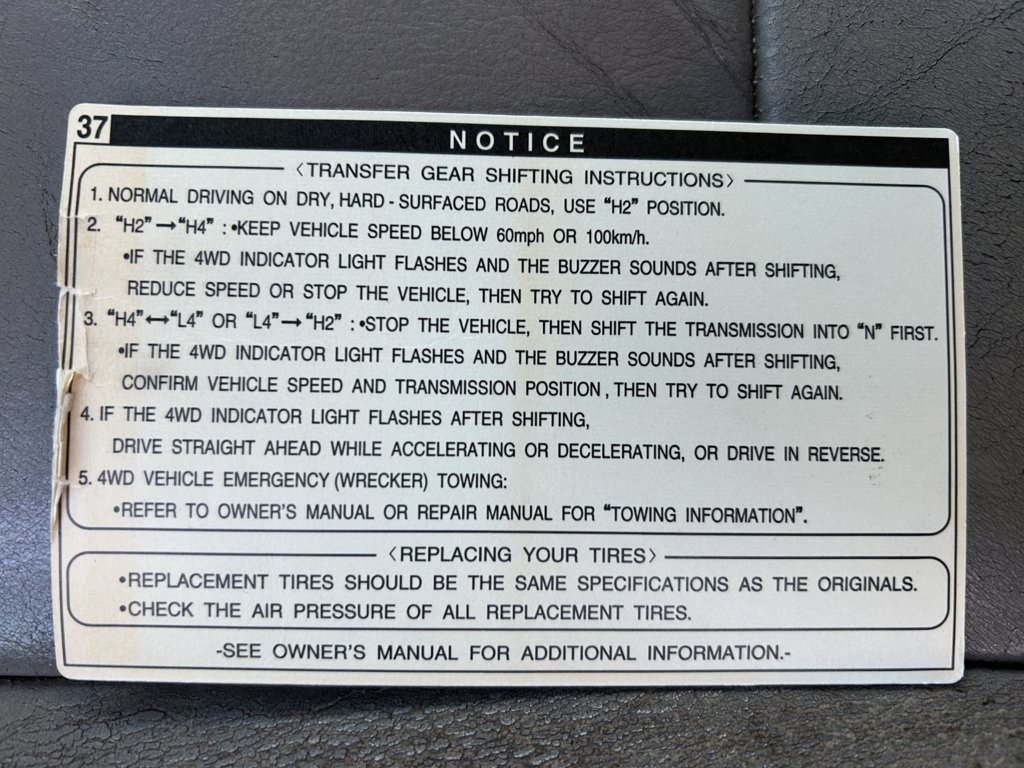 37
NOTICE
〈TRANSFER GEAR SHIFTING INSTRUCTIONS〉
1. NORMAL DRIVING ON DRY, HARD - SURFACED ROADS, USE “H2” POSITION.
2. “H2”→“H4” : •KEEP VEHICLE SPEED BELOW 60mph OR 100km/h.
•IF THE 4WD INDICATOR LIGHT FLASHES AND THE BUZZER SOUNDS AFTER SHIFTING,
REDUCE SPEED OR STOP THE VEHICLE, THEN TRY TO SHIFT AGAIN.
3. “H4”↔“L4” OR “L4”→“H2” : •STOP THE VEHICLE, THEN SHIFT THE TRANSMISSION INTO “N” FIRST.
•IF THE 4WD INDICATOR LIGHT FLASHES AND THE BUZZER SOUNDS AFTER SHIFTING,
CONFIRM VEHICLE SPEED AND TRANSMISSION POSITION, THEN TRY TO SHIFT AGAIN.
4. IF THE 4WD INDICATOR LIGHT FLASHES AFTER SHIFTING,
DRIVE STRAIGHT AHEAD WHILE ACCELERATING OR DECELERATING, OR DRIVE IN REVERSE.
5. 4WD VEHICLE EMERGENCY (WRECKER) TOWING:
•REFER TO OWNER’S MANUAL OR REPAIR MANUAL FOR “TOWING INFORMATION”.
〈REPLACING YOUR TIRES〉
•REPLACEMENT TIRES SHOULD BE THE SAME SPECIFICATIONS AS THE ORIGINALS.
•CHECK THE AIR PRESSURE OF ALL REPLACEMENT TIRES.
-SEE OWNER’S MANUAL FOR ADDITIONAL INFORMATION.-